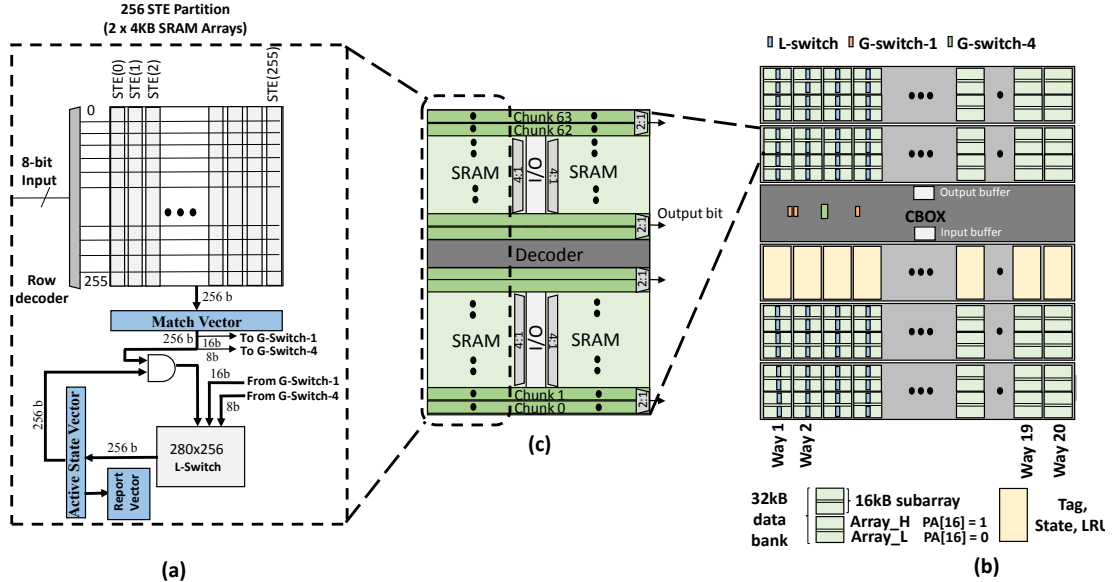 256 STE Partition
(2 x 4KB SRAM Arrays)
STE(0)
STE(1)
STE(2)
STE(255)
0
8-bit
Input
Row
decoder
255
256 b
Match Vector
256 b
16b
To G-Switch-1
8b
To G-Switch-4
From G-Switch-1
16b
From G-Switch-4
8b
256 b
Active State Vector
256 b
280x256
L-Switch
Report
Vector
(a)
Chunk 63
Chunk 62
2:1
SRAM
4:1
I/O
4:1
SRAM
Output bit
2:1
Decoder
2:1
SRAM
4:1
I/O
4:1
SRAM
Chunk 1
Chunk 0
2:1
(c)
L-switch
G-switch-1
G-switch-4
Output buffer
CBOX
Input buffer
Way 1
Way 2
Way 19
Way 20
32kB
data
bank
16kB subarray
Array_H PA[16] = 1
Array_L PA[16] = 0
Tag,
State, LRU
(b)